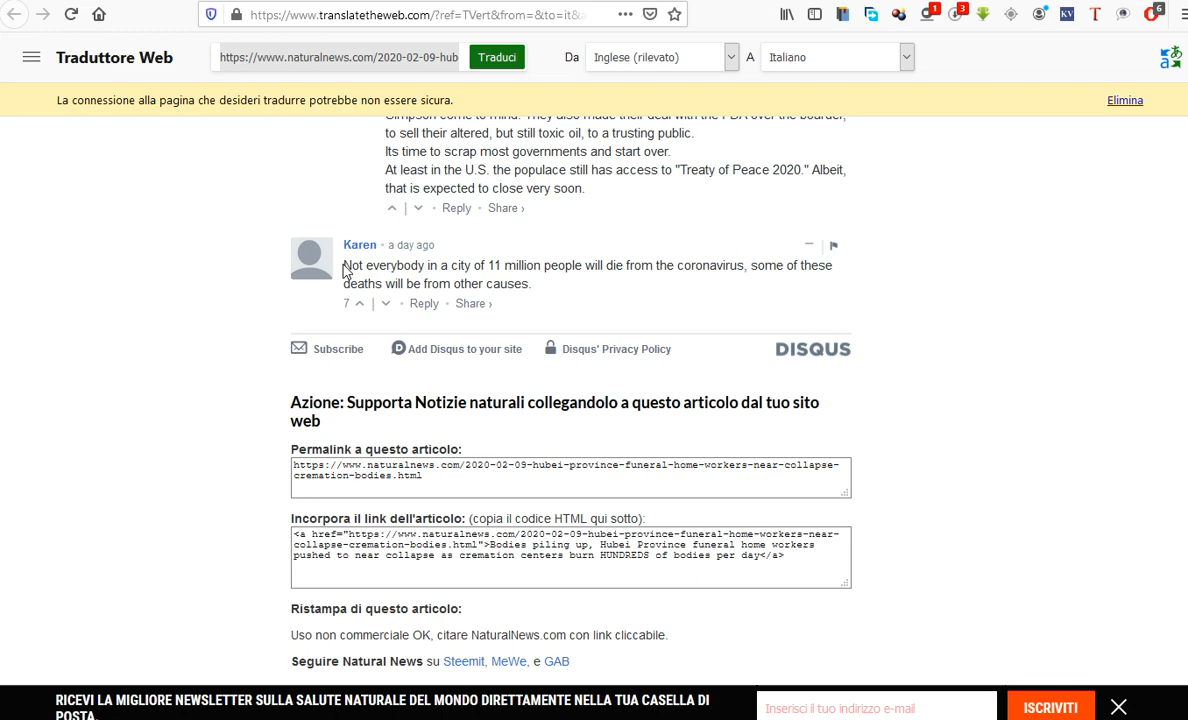 https://www.translatetheweb.com/?ref=TVert&from=&to=it&a
1
3
KV
T
6
Traduttore Web
https://www.naturalnews.com/2020-02-09-hub
Traduci
Da
Inglese (rilevato)
A
Italiano
La connessione alla pagina che desideri tradurre potrebbe non essere sicura.
Elimina
Simpson come to mind. They also made their deal with the FDA over the boarder,
to sell their altered, but still toxic oil, to a trusting public.
Its time to scrap most governments and start over.
At least in the U.S. the populace still has access to "Treaty of Peace 2020." Albeit,
that is expected to close very soon.
• Reply • Share ›
Karen • a day ago
Not everybody in a city of 11 million people will die from the coronavirus, some of these
deaths will be from other causes.
7 • Reply • Share ›
Subscribe
Add Disqus to your site
Disqus' Privacy Policy
DISQUS
Azione: Supporta Notizie naturali collegandolo a questo articolo dal tuo sito
web
Permalink a questo articolo:
https://www.naturalnews.com/2020-02-09-hubei-province-funeral-home-workers-near-collapse-
cremation-bodies.html
Incorpora il link dell'articolo: (copia il codice HTML qui sotto):
<a href="https://www.naturalnews.com/2020-02-09-hubei-province-funeral-home-workers-near-
collapse-cremation-bodies.html">Bodies piling up, Hubei Province funeral home workers
pushed to near collapse as cremation centers burn HUNDREDS of bodies per day</a>
Ristampa di questo articolo:
Uso non commerciale OK, citare NaturalNews.com con link cliccabile.
Seguire Natural News su Steemit, MeWe, e GAB
RICEVI LA MIGLIORE NEWSLETTER SULLA SALUTE NATURALE DEL MONDO DIRETTAMENTE NELLA TUA CASELLA DI
POSTA.
Inserisci il tuo indirizzo e-mail
ISCRIVITI